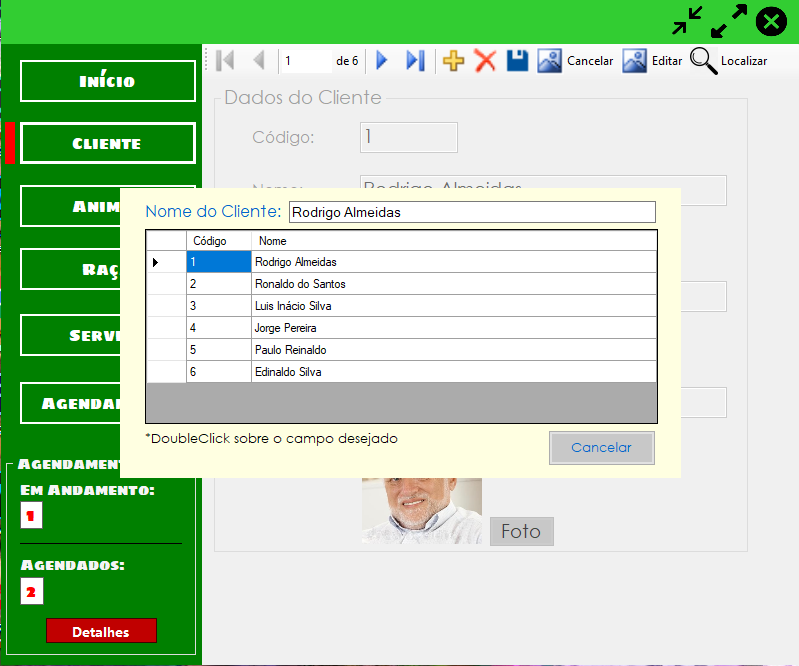 1 de 6 Cancelar Editar Localizar
Início
Cliente
Anim
Raç
Servi
Agenda
Agendament
Em Andamento:
1
Agendados:
2
Detalhes
Dados do Cliente
Código: 1
Nome: Rodrigo Almeidas
Nome do Cliente: Rodrigo Almeidas
Código Nome
1 Rodrigo Almeidas
2 Ronaldo do Santos
3 Luis Inácio Silva
4 Jorge Pereira
5 Paulo Reinaldo
6 Edinaldo Silva
*DoubleClick sobre o campo desejado
Cancelar
Foto